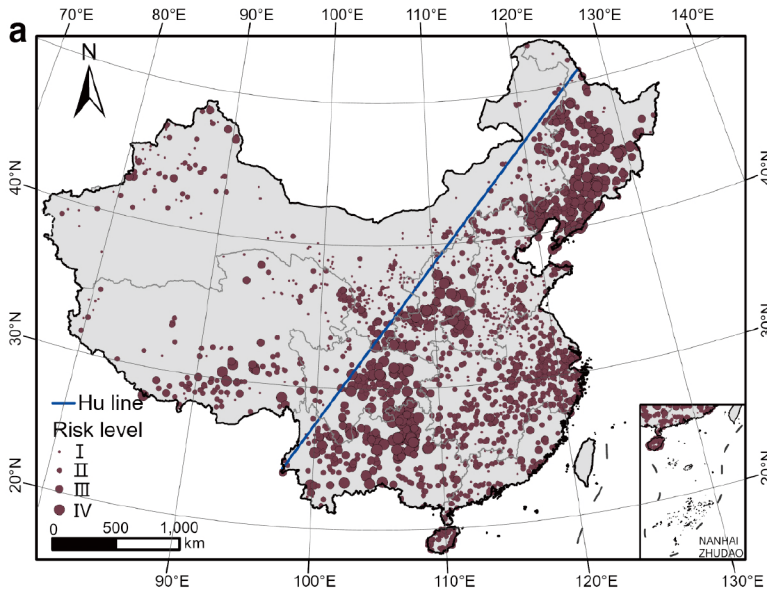 a
70°E 80°E 90°E 100°E 110°E 120°E 130°E 140°E
N
40°N 40°N
30°N 30°N
20°N 20°N
Hu line
Risk level
I
II
III
IV
0 500 1,000
km
NANHAI
ZHUDAO
90°E 100°E 110°E 120°E 130°E